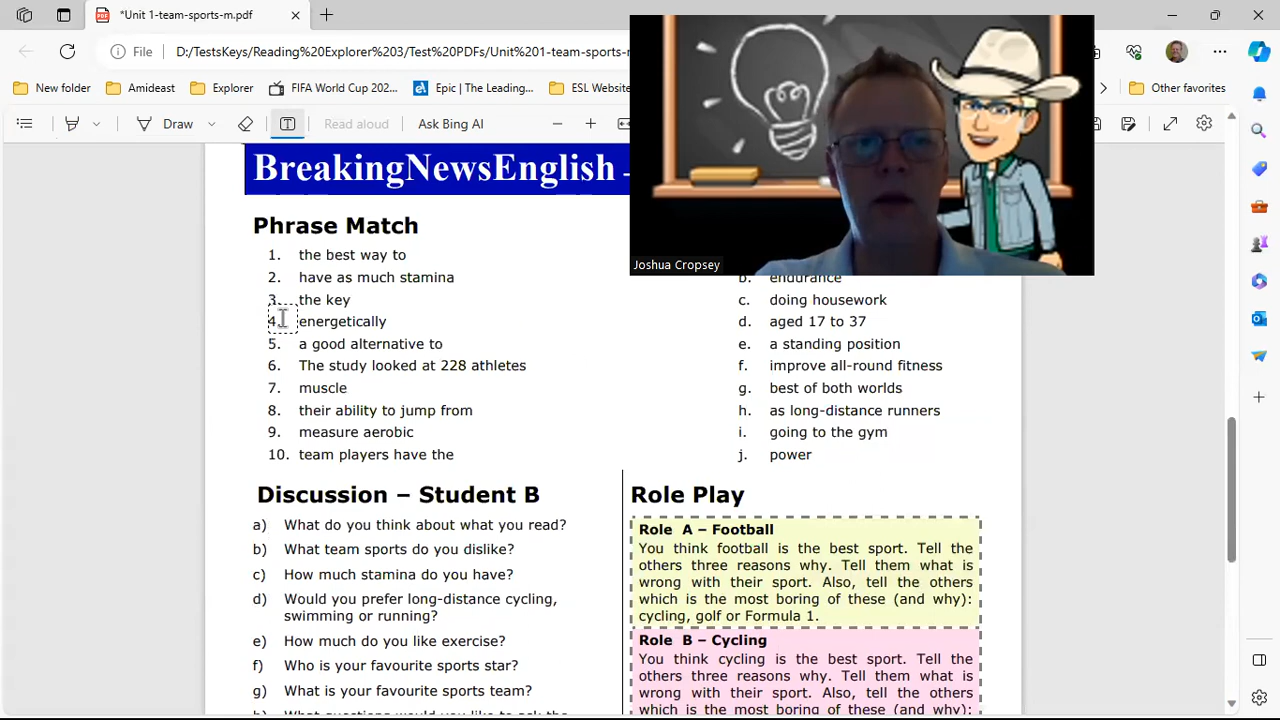 *Unit 1-team-sports-m.pdf
File
D:/TestsKeys/Reading%20Explorer%203/Test%20PDFs/Unit%201-team-sports-m
New folder
Amideast
Explorer
FIFA World Cup 202...
Epic | The Leading...
ESL Website
Other favorites
Draw
Read aloud
Ask Bing AI
Joshua Cropsey
BreakingNewsEnglish –
Phrase Match
1. the best way to
2. have as much stamina
3. the key
4. energetically
5. a good alternative to
6. The study looked at 228 athletes
7. muscle
8. their ability to jump from
9. measure aerobic
10. team players have the
b. endurance
c. doing housework
d. aged 17 to 37
e. a standing position
f. improve all-round fitness
g. best of both worlds
h. as long-distance runners
i. going to the gym
j. power
Discussion – Student B
a) What do you think about what you read?
b) What team sports do you dislike?
c) How much stamina do you have?
d) Would you prefer long-distance cycling,
swimming or running?
e) How much do you like exercise?
f) Who is your favourite sports star?
g) What is your favourite sports team?
h) What questions would you like to ask the
Role Play
Role A – Football
You think football is the best sport. Tell the
others three reasons why. Tell them what is
wrong with their sport. Also, tell the others
which is the most boring of these (and why):
cycling, golf or Formula 1.
Role B – Cycling
You think cycling is the best sport. Tell the
others three reasons why. Tell them what is
wrong with their sport. Also, tell the others
which is the most boring of these (and why):